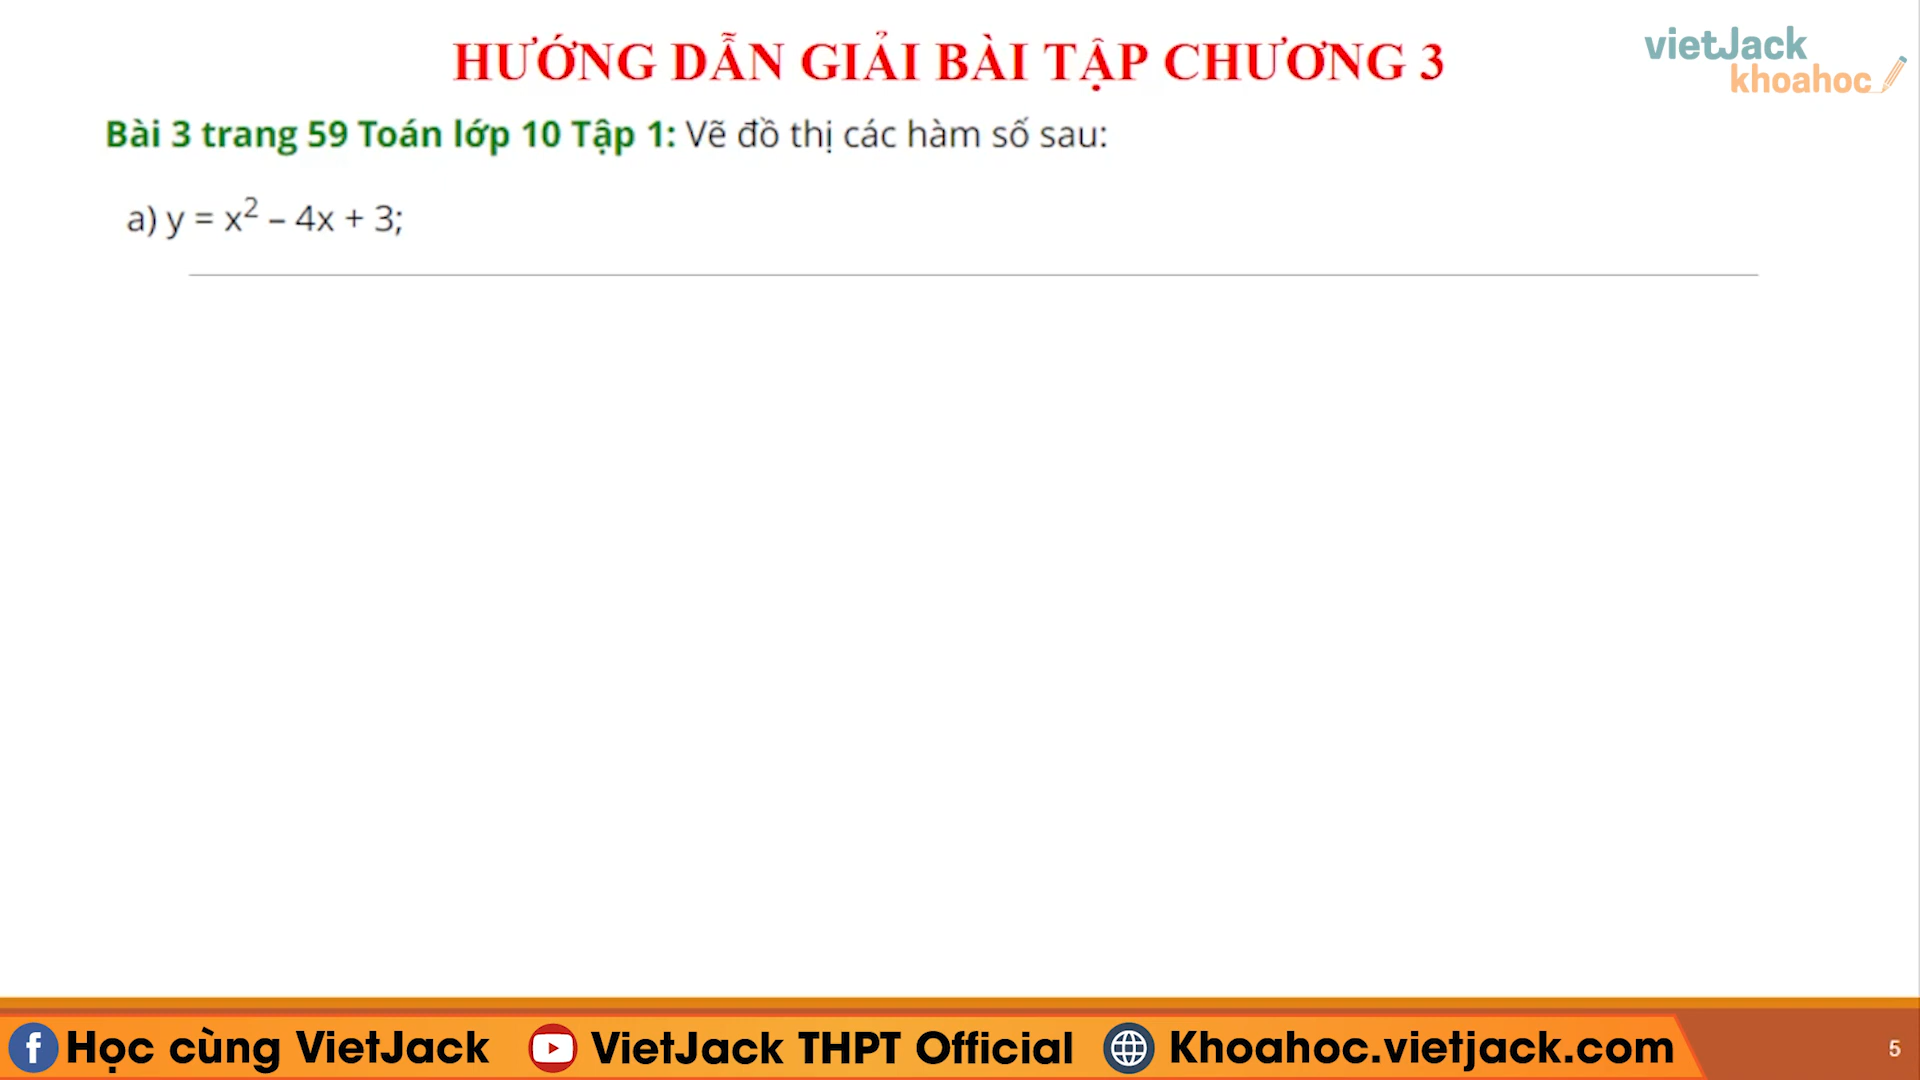 vietJack
khoahoc
HƯỚNG DẪN GIẢI BÀI TẬP CHƯƠNG 3
Bài 3 trang 59 Toán lớp 10 Tập 1: Vẽ đồ thị các hàm số sau:
a) y = x² – 4x + 3;
Học cùng VietJack VietJack THPT Official Khoahoc.vietjack.com 5